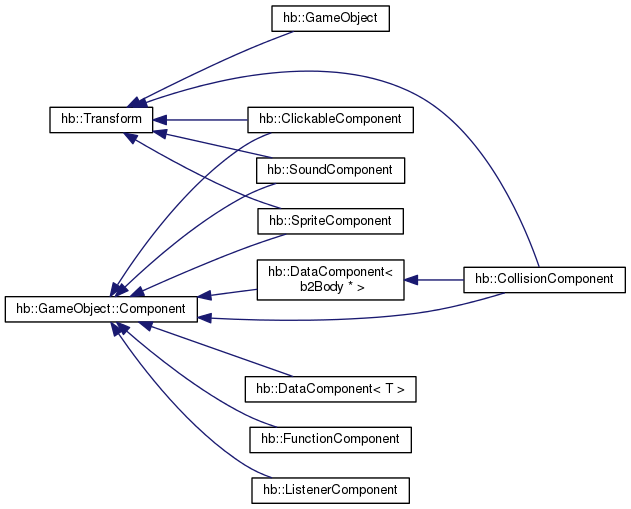 hb::GameObject
hb::Transform
hb::ClickableComponent
hb::SoundComponent
hb::SpriteComponent
hb::DataComponent<
b2Body * >
hb::CollisionComponent
hb::GameObject::Component
hb::DataComponent< T >
hb::FunctionComponent
hb::ListenerComponent